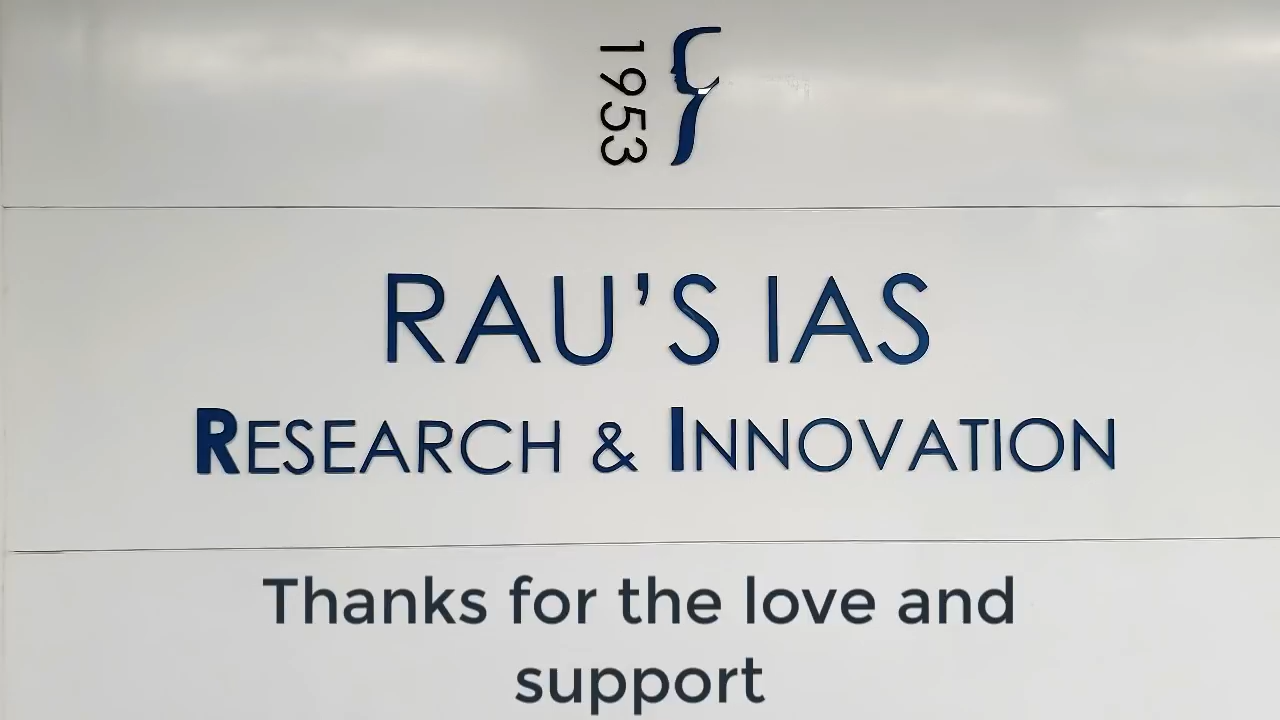 1953
RAU'S IAS
RESEARCH & INNOVATION
Thanks for the love and
support